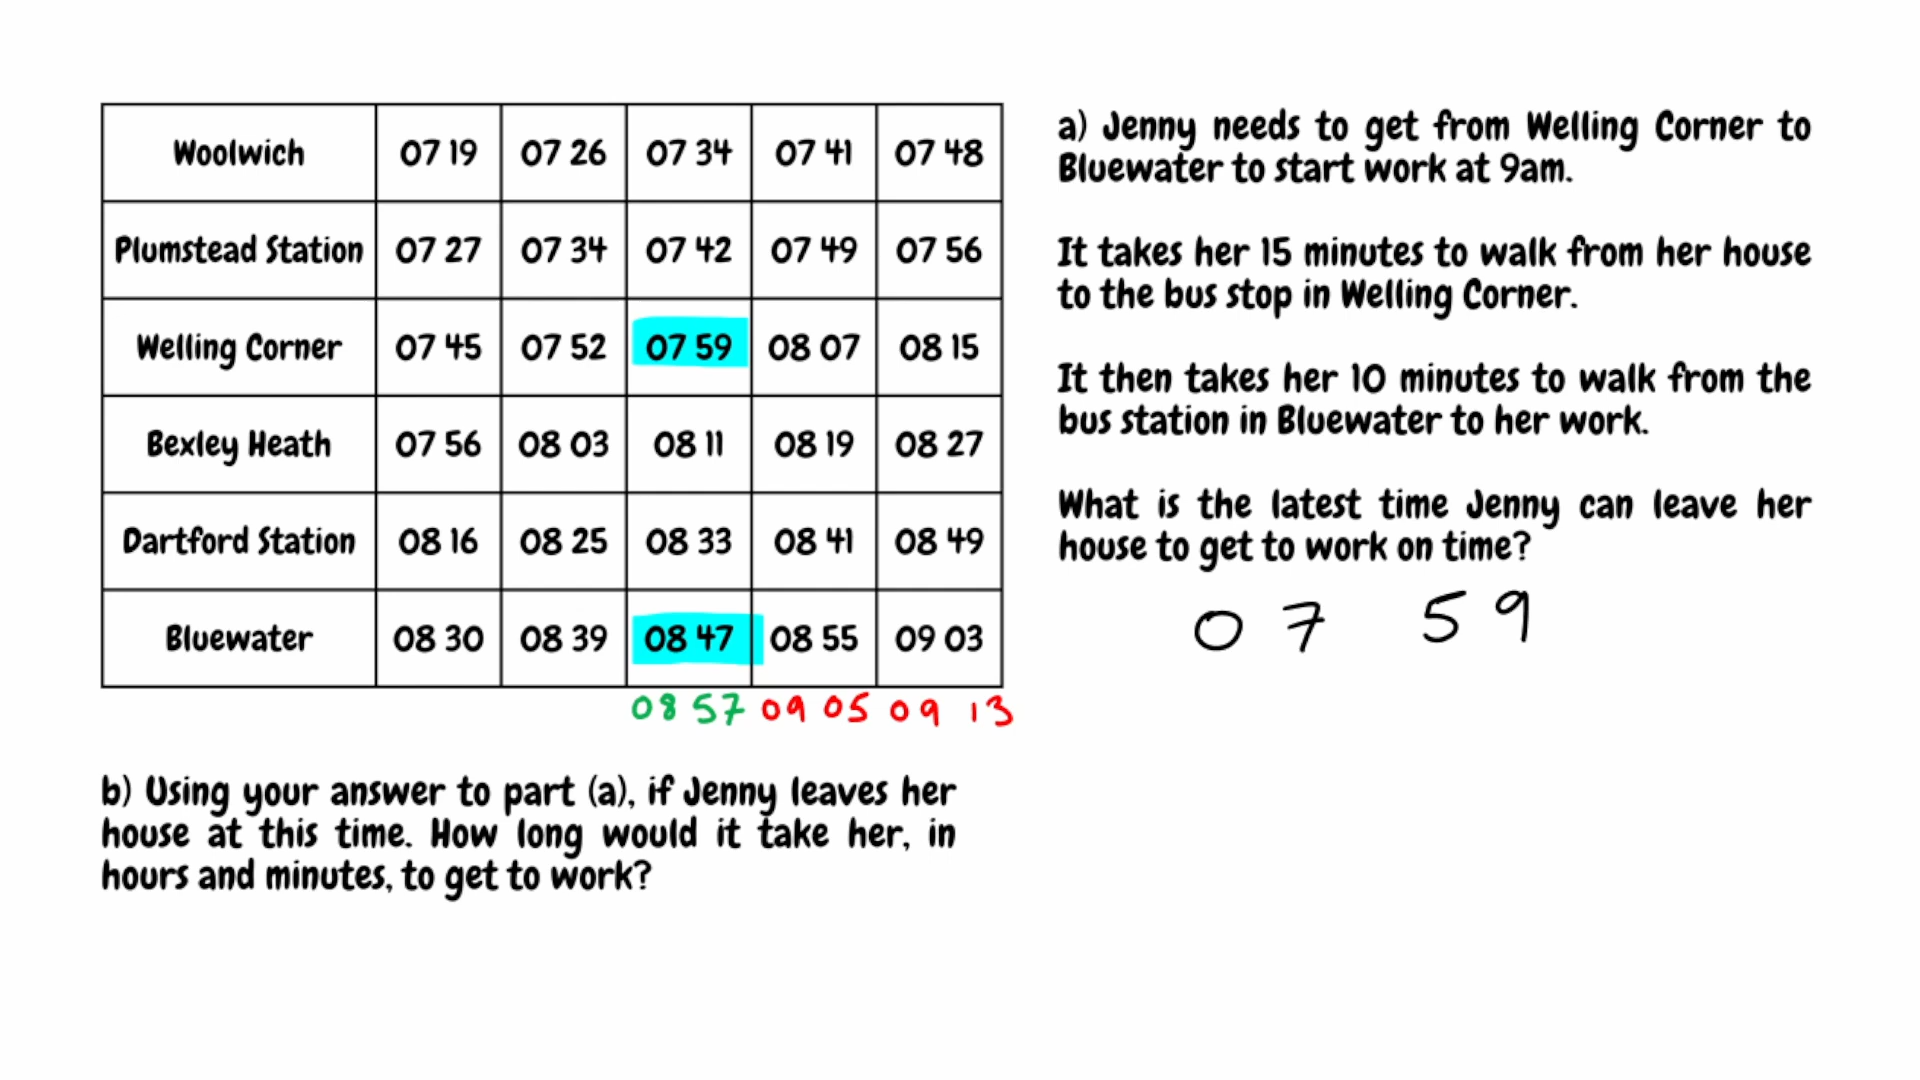 Woolwich 07 19 07 26 07 34 07 41 07 48
Plumstead Station 07 27 07 34 07 42 07 49 07 56
Welling Corner 07 45 07 52 07 59 08 07 08 15
Bexley Heath 07 56 08 03 08 11 08 19 08 27
Dartford Station 08 16 08 25 08 33 08 41 08 49
Bluewater 08 30 08 39 08 47 08 55 09 03
08 57 09 05 09 13
a) Jenny needs to get from Welling Corner to
Bluewater to start work at 9am.
It takes her 15 minutes to walk from her house
to the bus stop in Welling Corner.
It then takes her 10 minutes to walk from the
bus station in Bluewater to her work.
What is the latest time Jenny can leave her
house to get to work on time?
07 59
b) Using your answer to part (a), if Jenny leaves her
house at this time. How long would it take her, in
hours and minutes, to get to work?